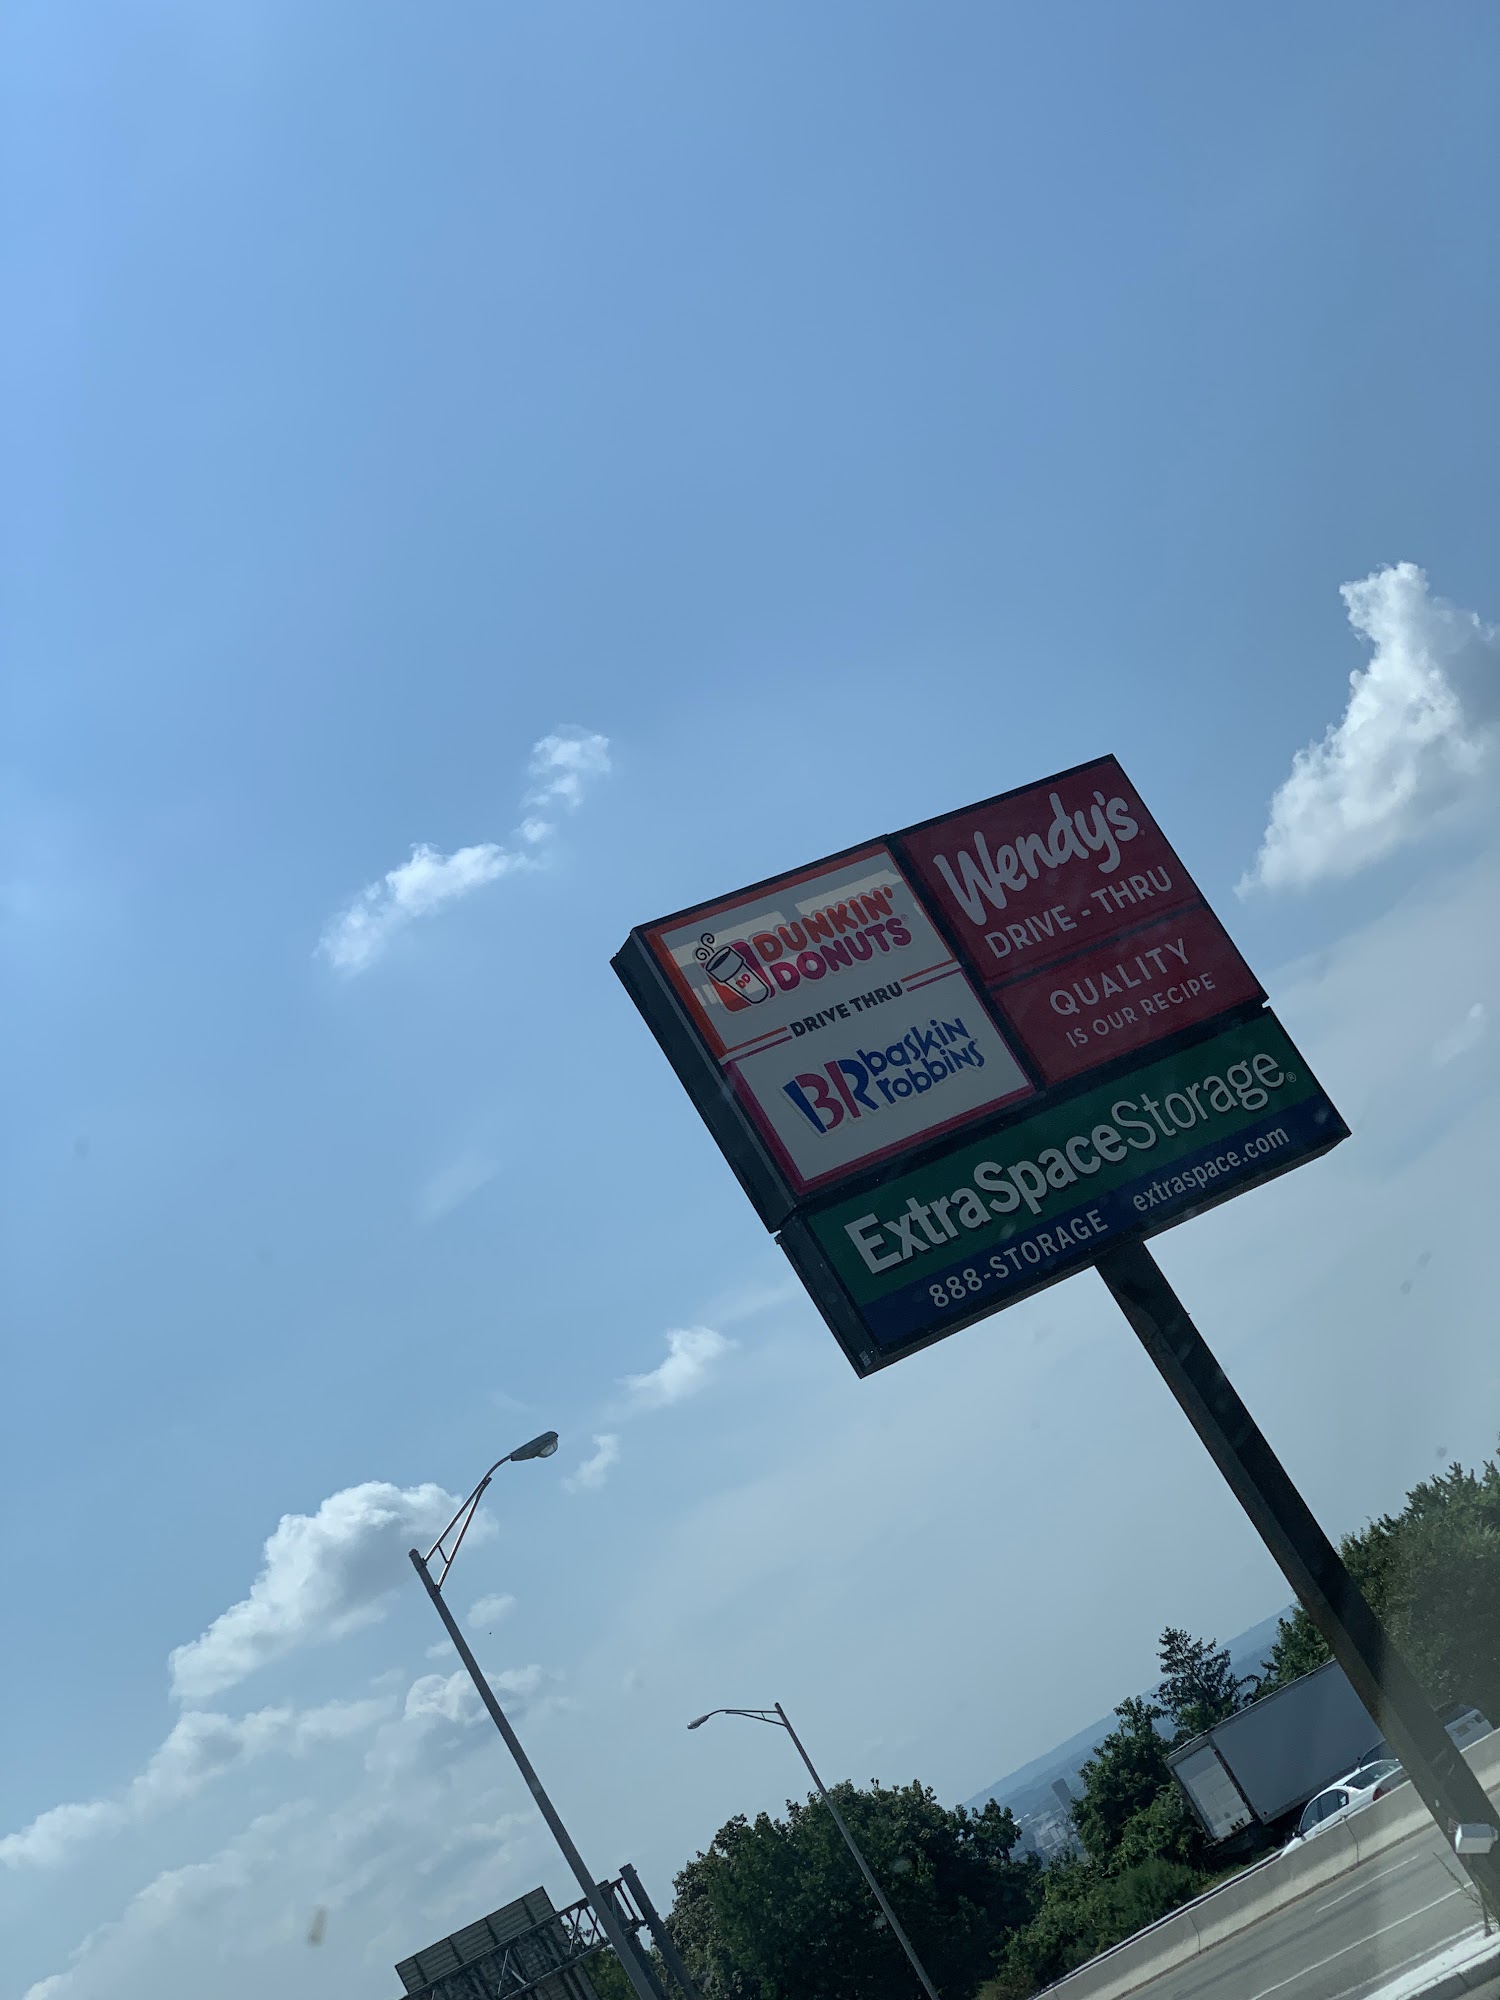 DUNKIN'
DONUTS
DP
DRIVE THRU
BR baskin
robbins
Wendy's
DRIVE-THRU
QUALITY
IS OUR RECIPE
ExtraSpaceStorage®
888-STORAGE extraspace.com